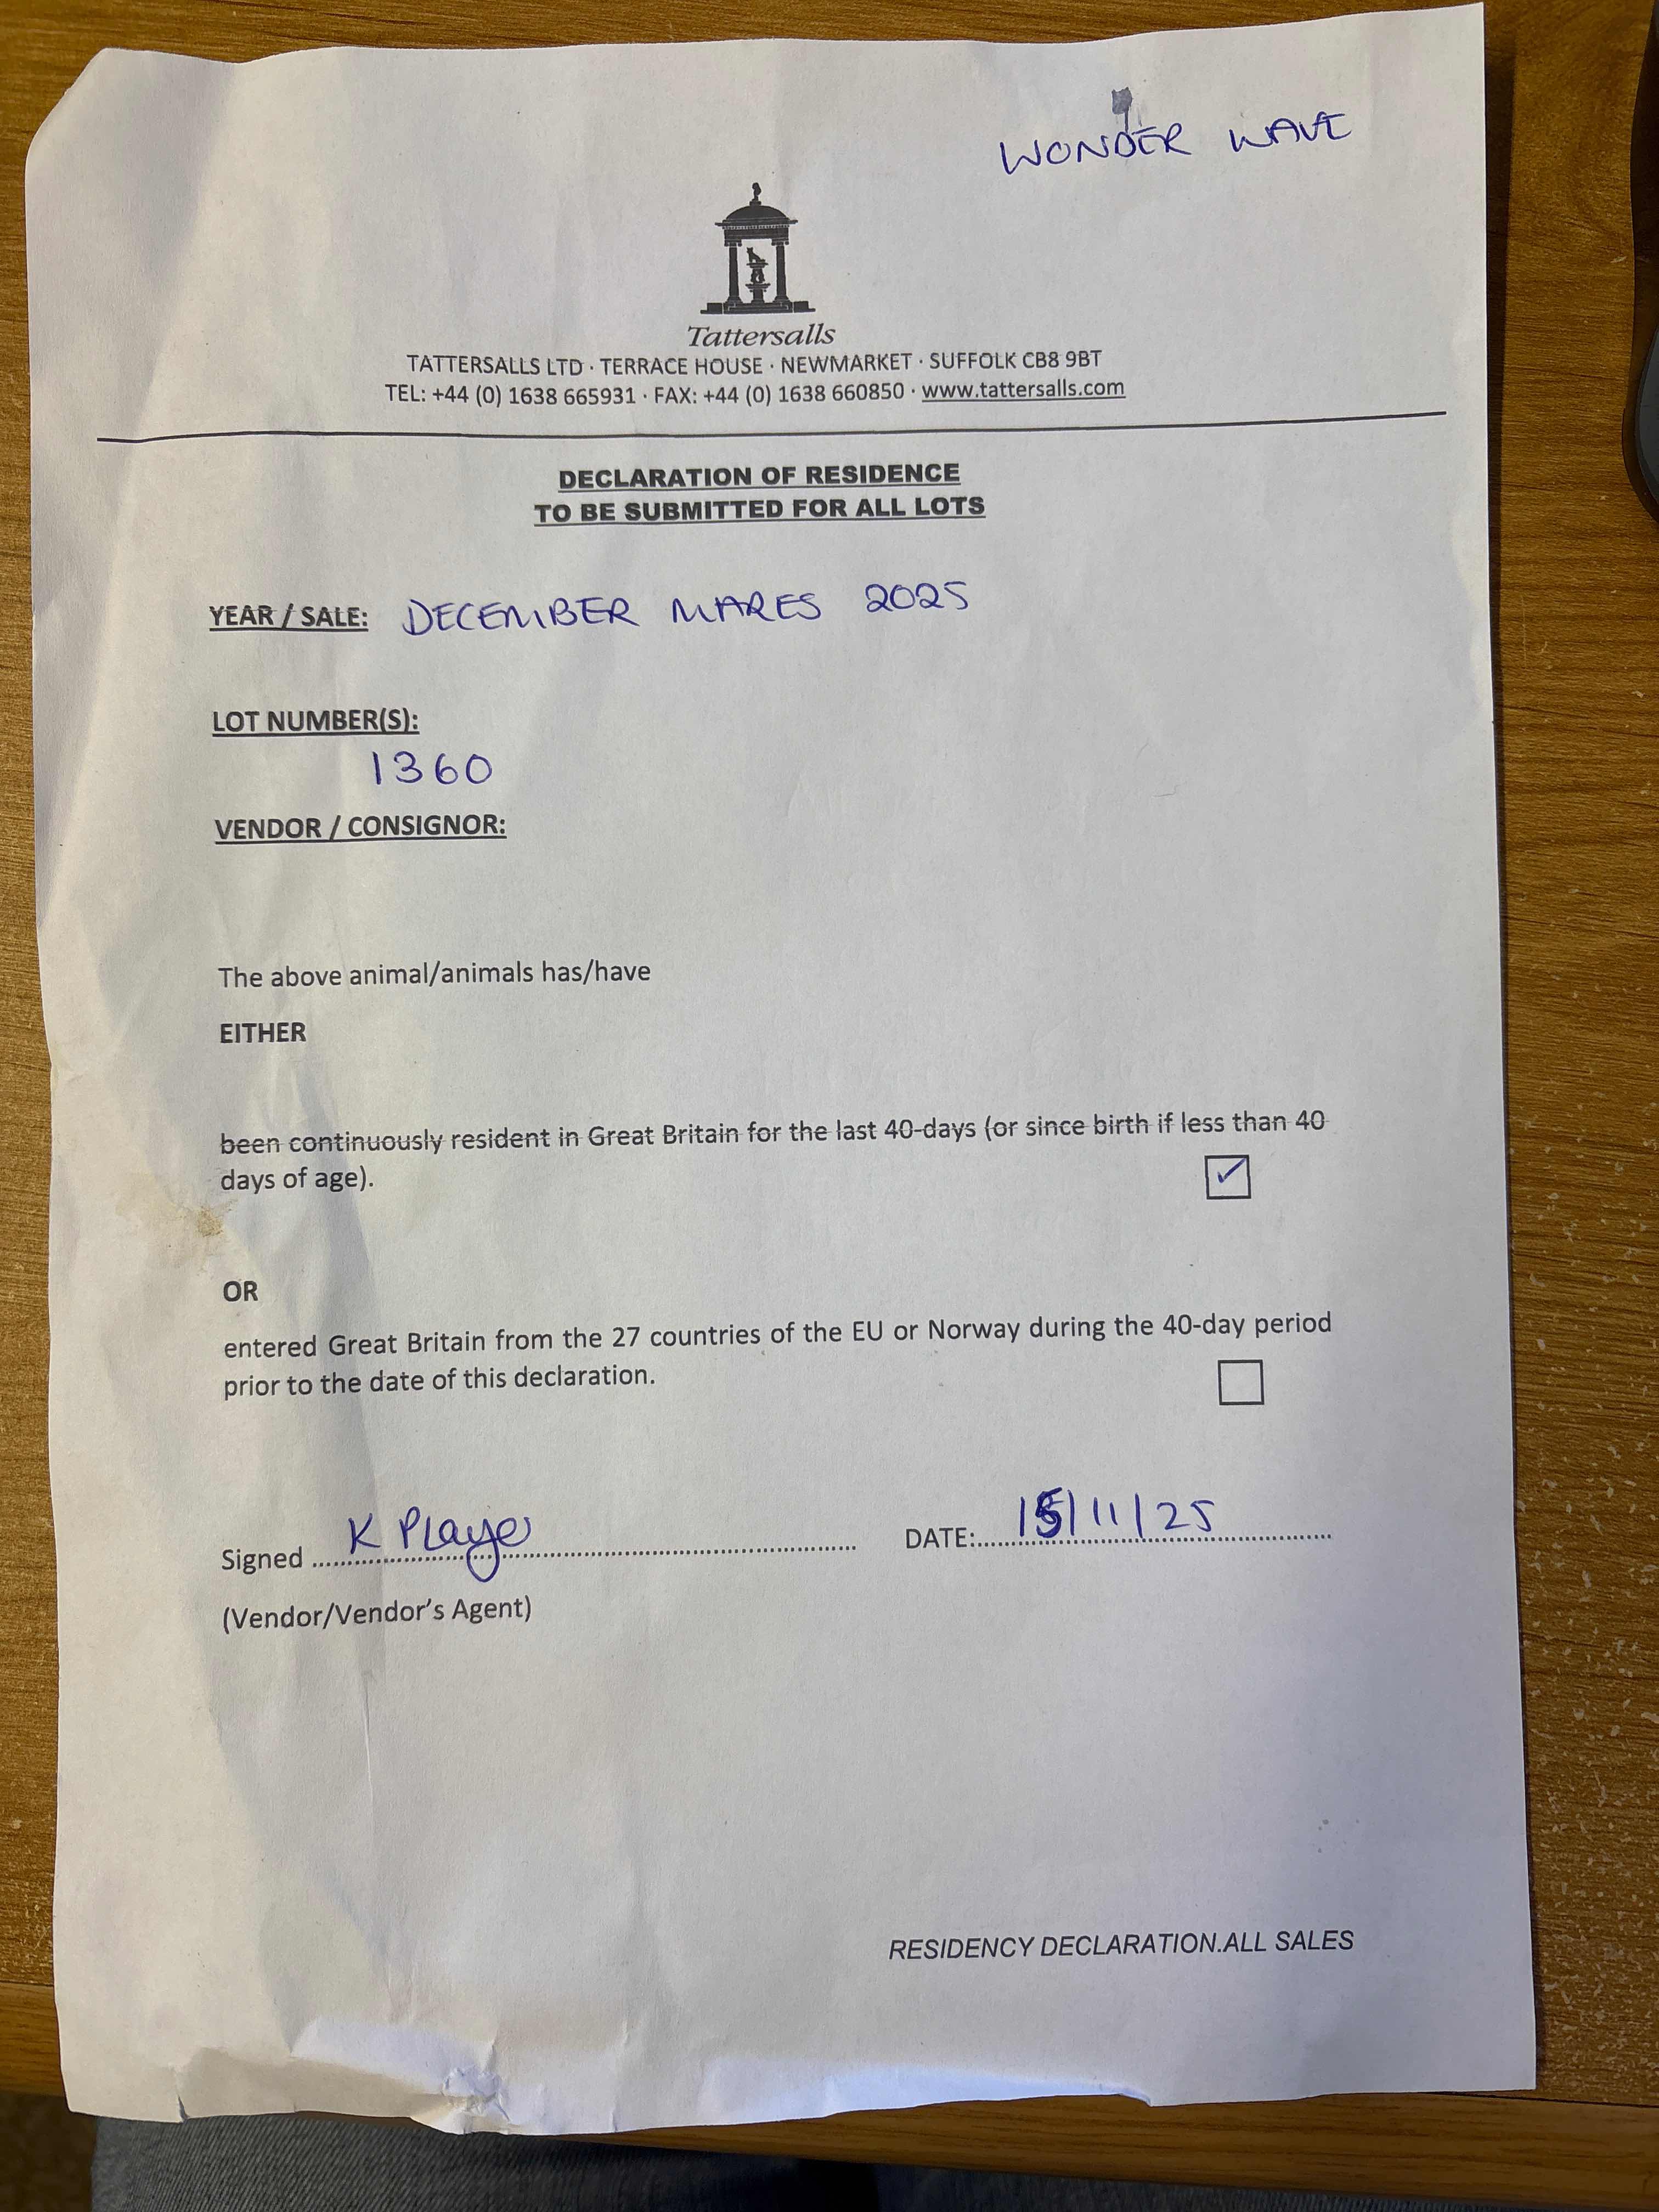 WONDER WAVE
Tattersalls
TATTERSALLS LTD · TERRACE HOUSE · NEWMARKET · SUFFOLK CB8 9BT
TEL: +44 (0) 1638 665931 · FAX: +44 (0) 1638 660850 · www.tattersalls.com
DECLARATION OF RESIDENCE
TO BE SUBMITTED FOR ALL LOTS
YEAR / SALE: DECEMBER MARES 2025
LOT NUMBER(S):
1360
VENDOR / CONSIGNOR:
The above animal/animals has/have
EITHER
been continuously resident in Great Britain for the last 40-days (or since birth if less than 40
days of age). ✓
OR
entered Great Britain from the 27 countries of the EU or Norway during the 40-day period
prior to the date of this declaration.
Signed K Player DATE: 15/11/25
(Vendor/Vendor's Agent)
RESIDENCY DECLARATION.ALL SALES